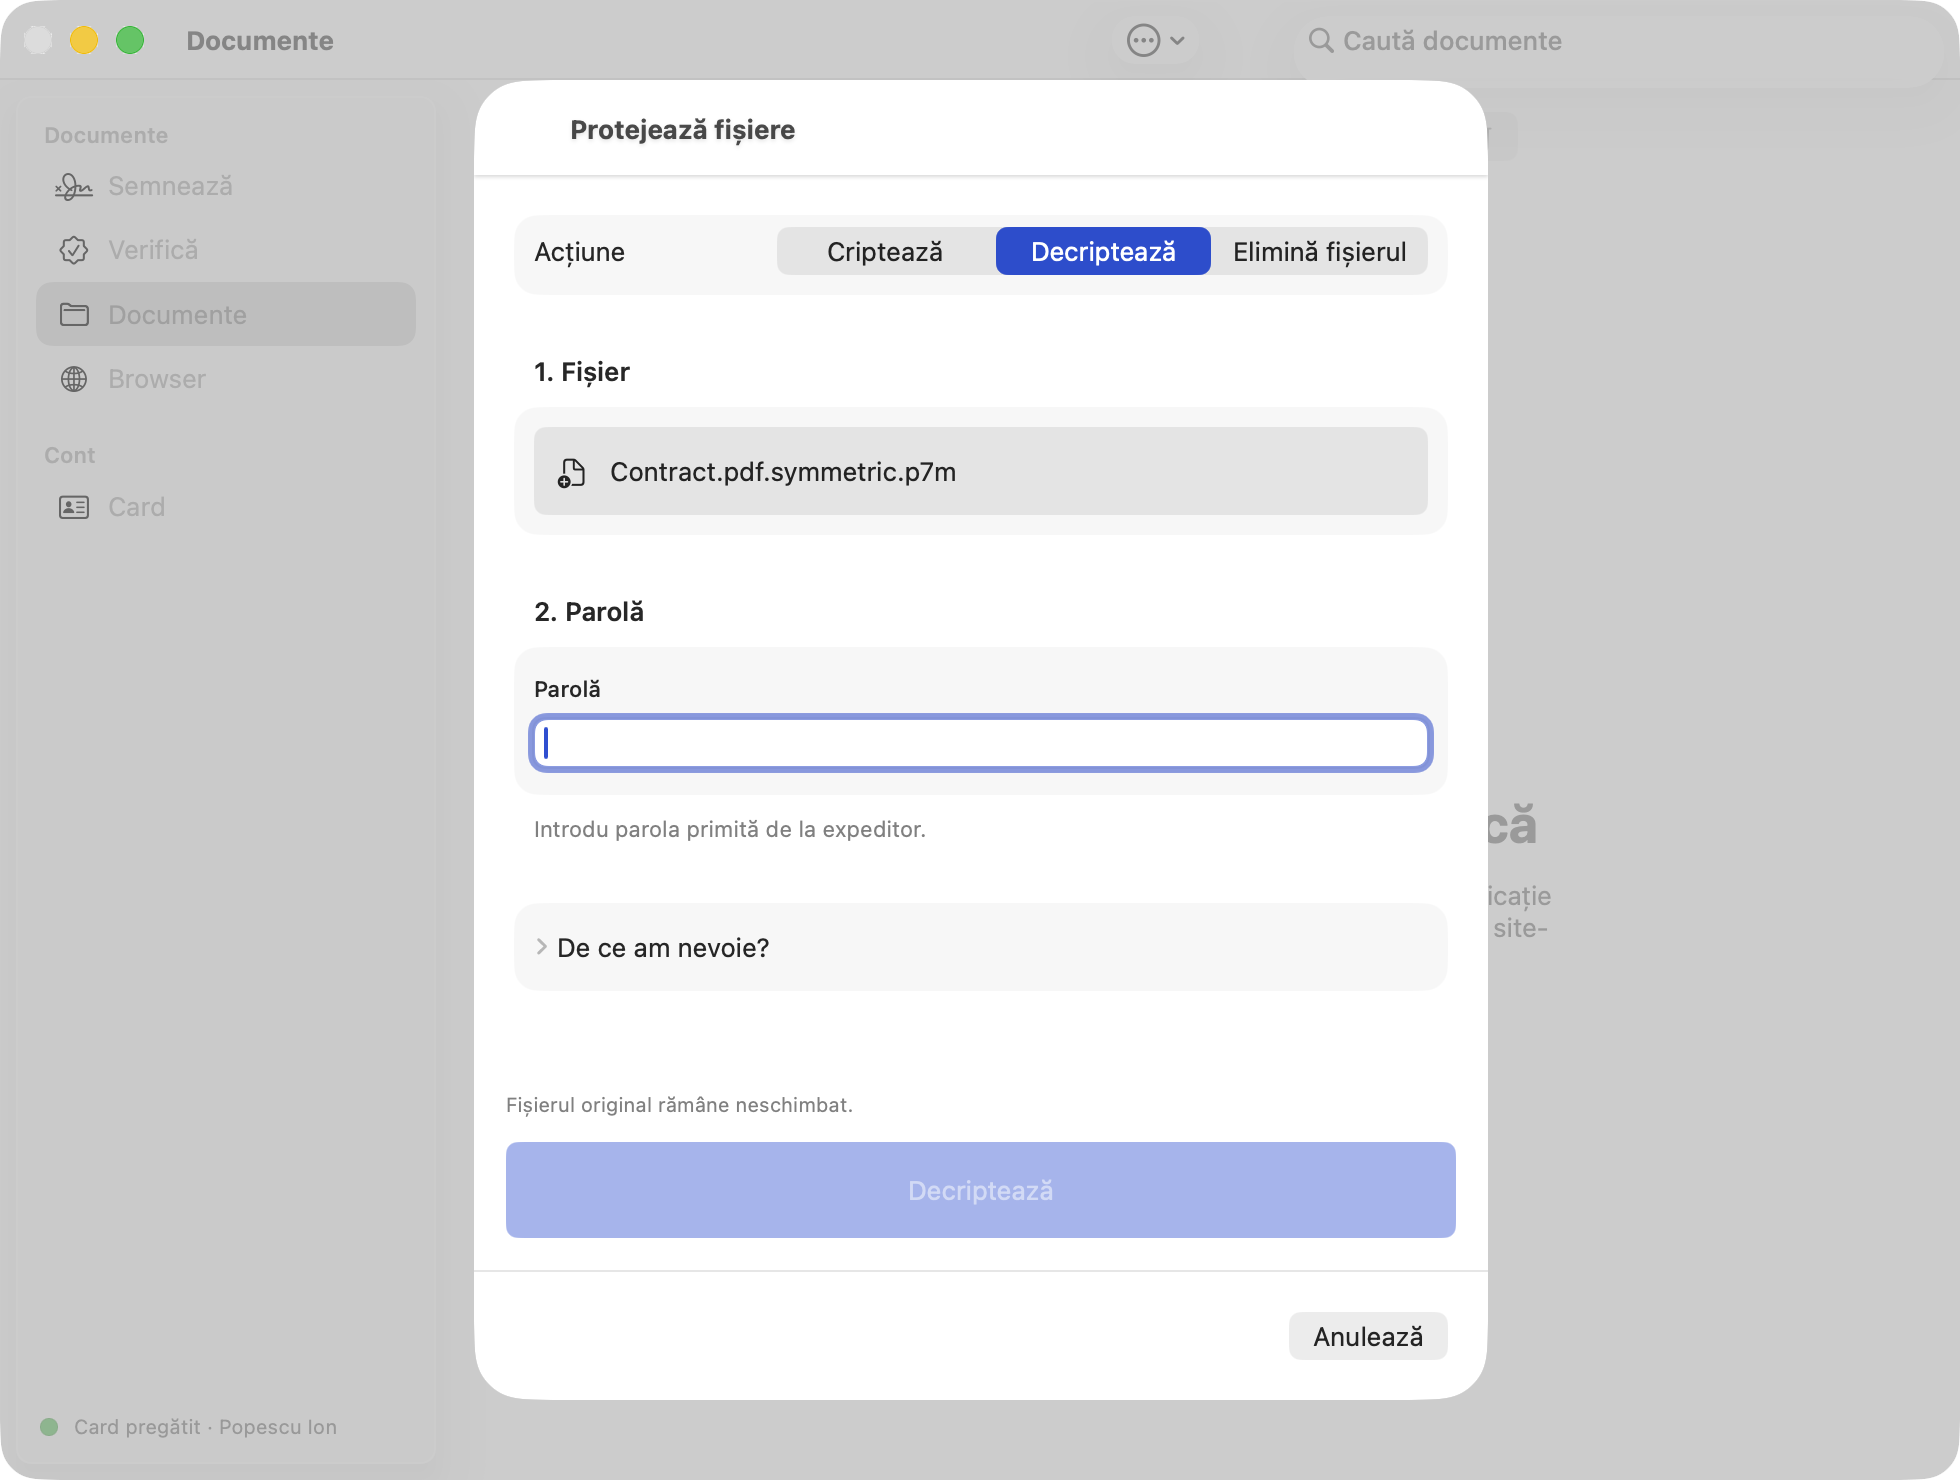 Documente
Caută documente
Documente
Semnează
Verifică
Documente
Browser
Cont
Card
Card pregătit · Popescu Ion
Protejează fișiere
Acțiune
Criptează
Decriptează
Elimină fișierul
1. Fișier
Contract.pdf.symmetric.p7m
2. Parolă
Parolă
Introdu parola primită de la expeditor.
De ce am nevoie?
Fișierul original rămâne neschimbat.
Decriptează
Anulează
site-